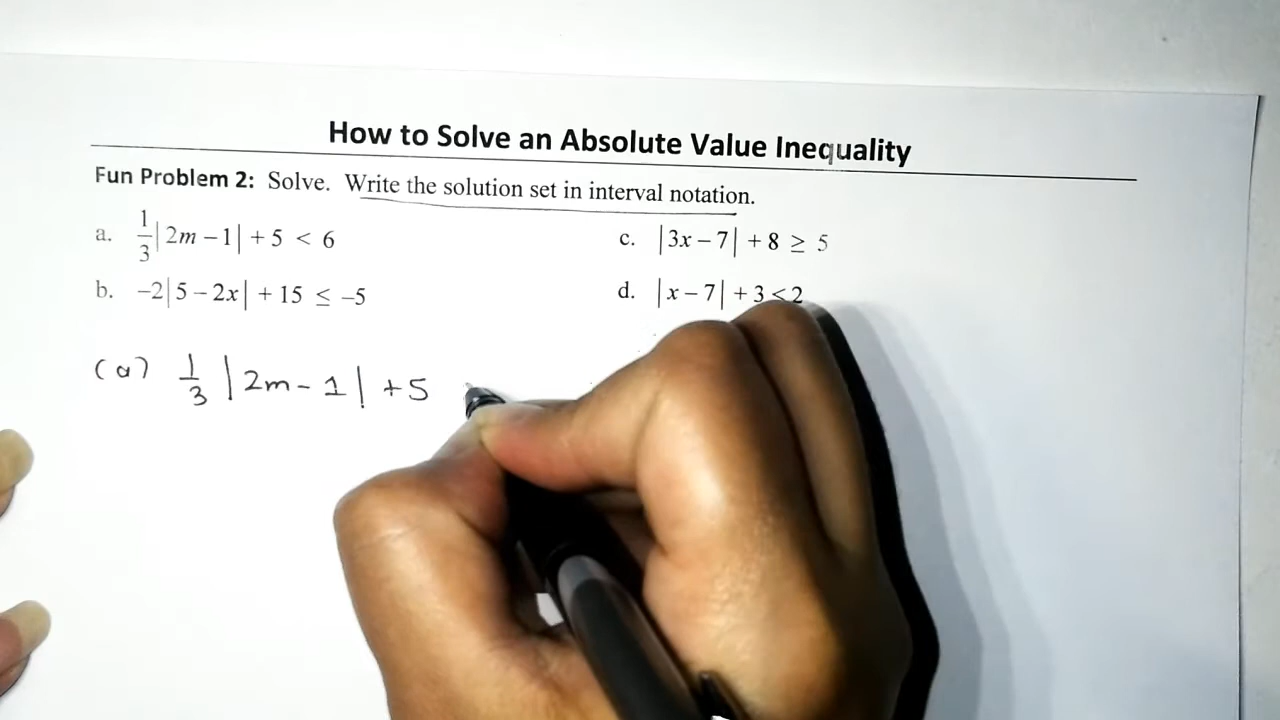 How to Solve an Absolute Value Inequality
Fun Problem 2: Solve. Write the solution set in interval notation.
a. 1/3|2m − 1| + 5 < 6
c. |3x − 7| + 8 ≥ 5
b. −2|5 − 2x| + 15 ≤ −5
d. |x − 7| + 3 < 2
(a) 1/3 |2m − 1| + 5